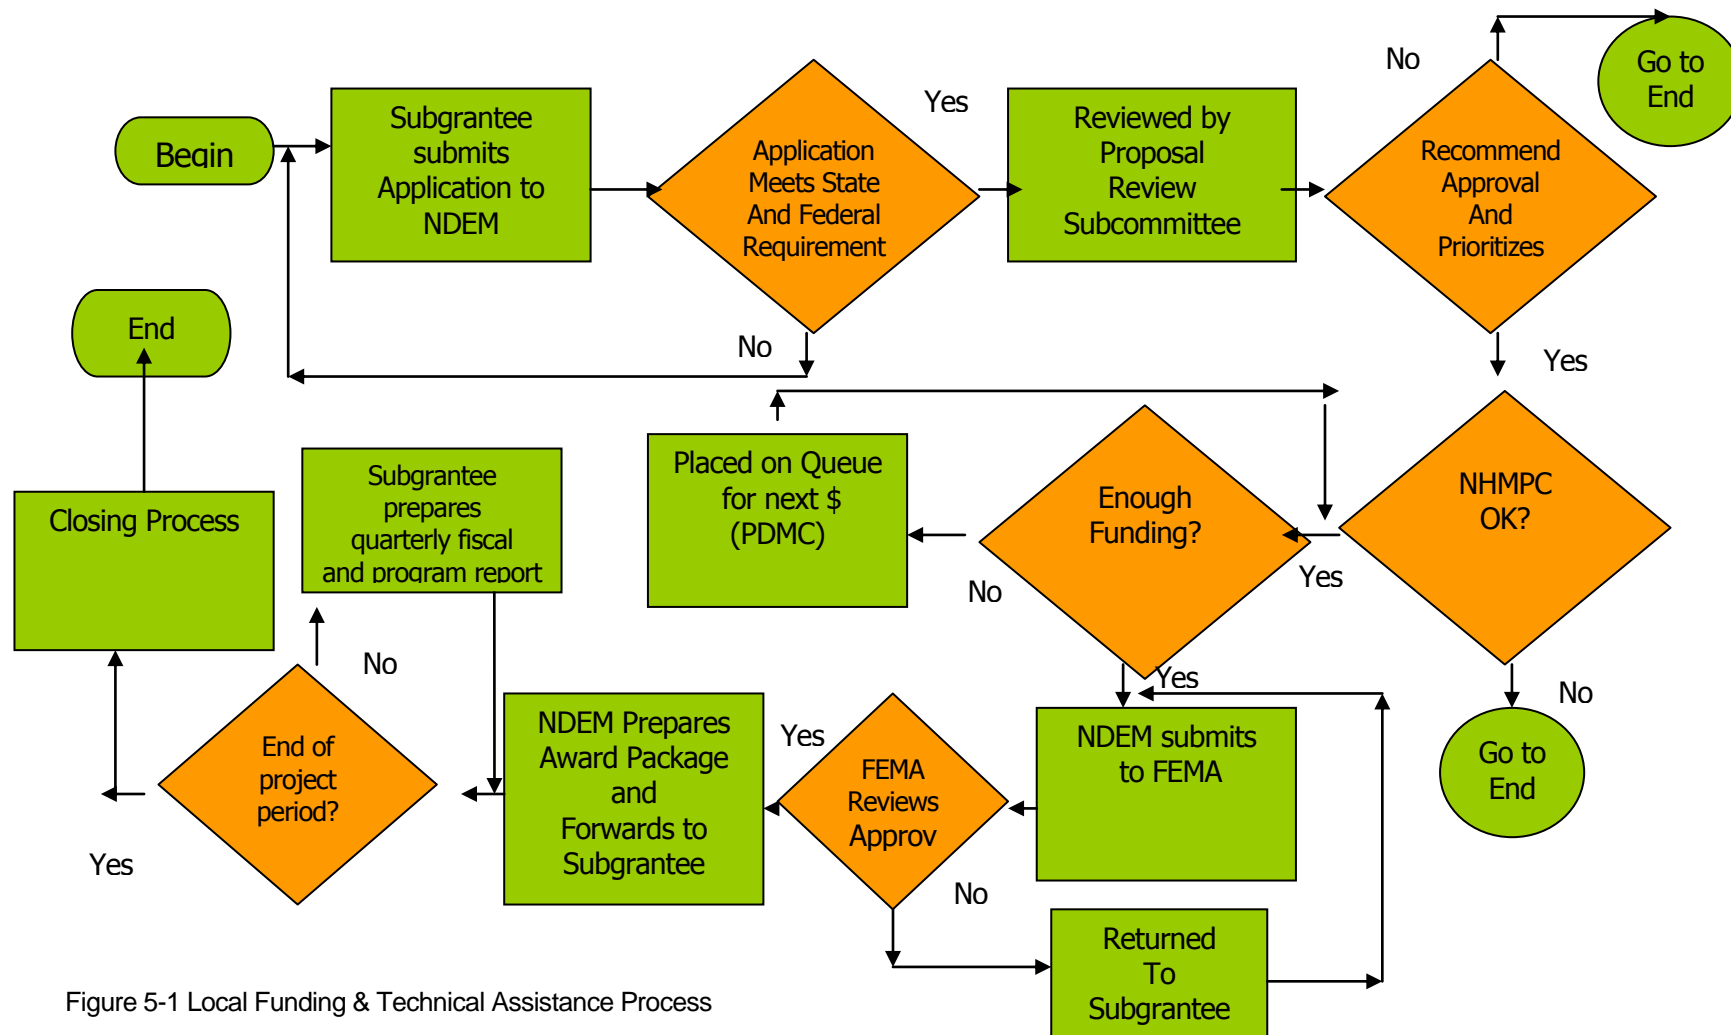 Begin
Subgrantee
submits
Application to
NDEM
Application
Meets State
And Federal
Requirement
Yes
No
Reviewed by
Proposal
Review
Subcommittee
Recommend
Approval
And
Prioritizes
No
Go to
End
Yes
NHMPC
OK?
Yes
No
Go to
End
Enough
Funding?
No
Yes
Placed on Queue
for next $
(PDMC)
NDEM submits
to FEMA
FEMA
Reviews
Approv
Yes
No
Returned
To
Subgrantee
NDEM Prepares
Award Package
and
Forwards to
Subgrantee
End of
project
period?
No
Yes
Subgrantee
prepares
quarterly fiscal
and program report
Closing Process
End
Figure 5-1 Local Funding & Technical Assistance Process